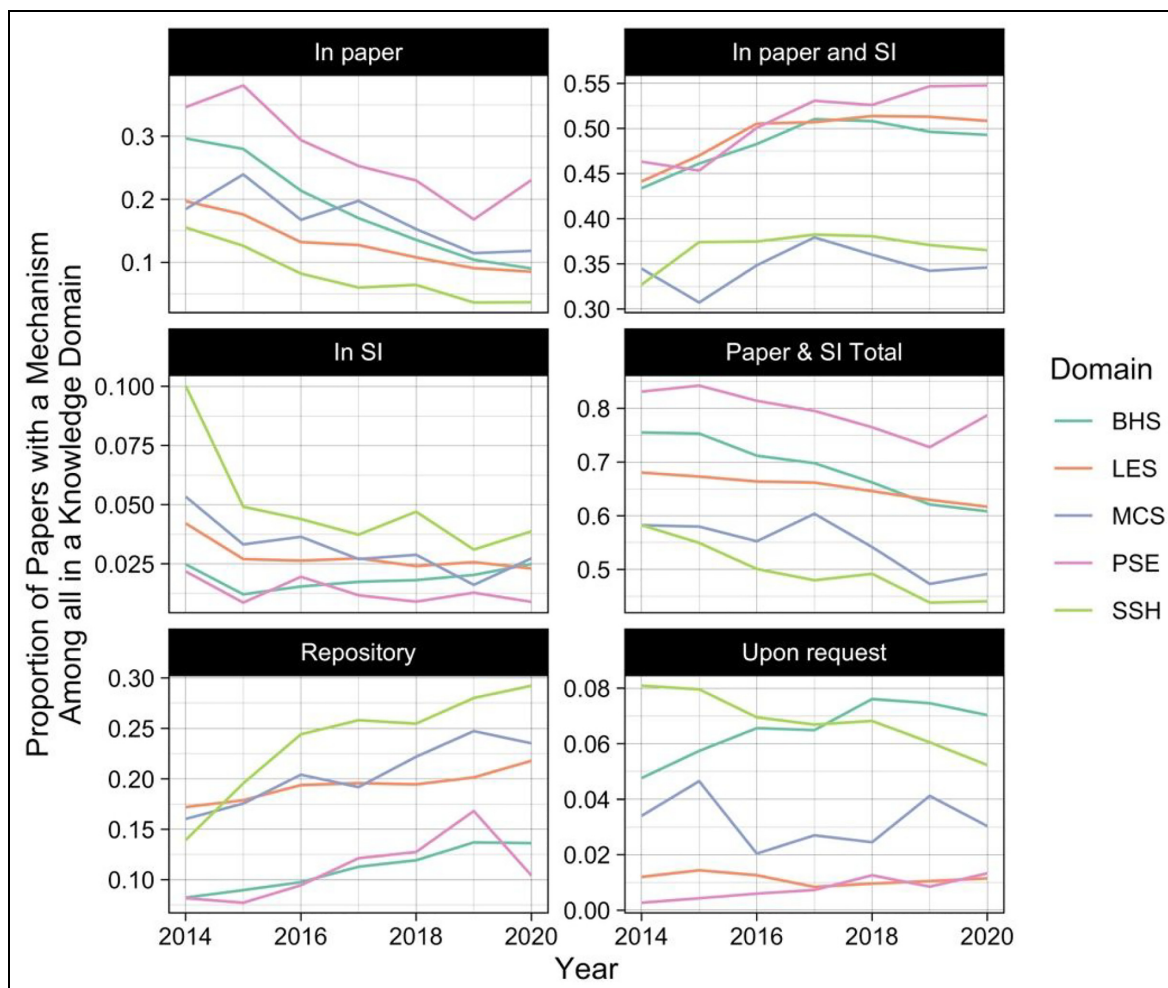 Proportion of Papers with a Mechanism
Among all in a Knowledge Domain
In paper
0.3
0.2
0.1
In paper and SI
0.55
0.50
0.45
0.40
0.35
0.30
In SI
0.100
0.075
0.050
0.025
Paper & SI Total
0.8
0.7
0.6
0.5
Repository
0.30
0.25
0.20
0.15
0.10
2014 2016 2018 2020
Upon request
0.08
0.06
0.04
0.02
0.00
2014 2016 2018 2020
Year
Domain
BHS
LES
MCS
PSE
SSH